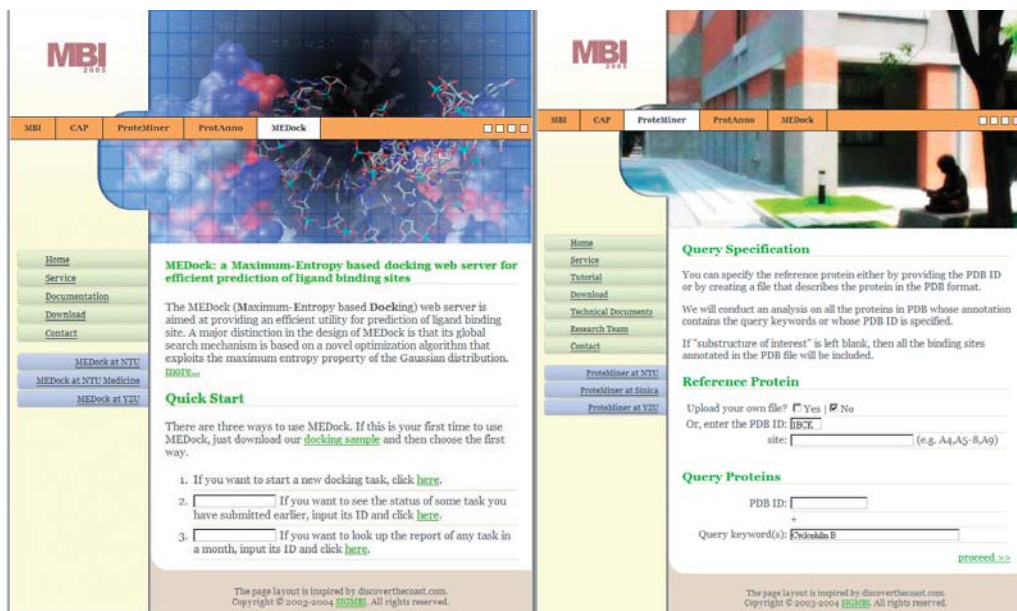 MBI
2005
MBI CAP ProteMiner ProtAnno MEDock
Home
Service
Documentation
Download
Contact
MEDock at NTU
MEDock at NTU Medicine
MEDock at YZU
MEDock: a Maximum-Entropy based docking web server for
efficient prediction of ligand binding sites
The MEDock (Maximum-Entropy based Docking) web server is
aimed at providing an efficient utility for prediction of ligand binding
site. A major distinction in the design of MEDock is that its global
search mechanism is based on a novel optimization algorithm that
exploits the maximum entropy property of the Gaussian distribution.
more...
Quick Start
There are three ways to use MEDock. If this is your first time to use
MEDock, just download our docking sample and then choose the first
way.
1. If you want to start a new docking task, click here.
2. If you want to see the status of some task you
have submitted earlier, input its ID and click here.
3. If you want to look up the report of any task in
a month, input its ID and click here.
The page layout is inspired by discoverthecoast.com.
Copyright © 2003-2004 SIGMBI. All rights reserved.
MBI
2005
MBI CAP ProteMiner ProtAnno MEDock
Home
Service
Tutorial
Download
Technical Documents
Research Team
Contact
ProteMiner at NTU
ProteMiner at Sinica
ProteMiner at YZU
Query Specification
You can specify the reference protein either by providing the PDB ID
or by creating a file that describes the protein in the PDB format.
We will conduct an analysis on all the proteins in PDB whose annotation
contains the query keywords or whose PDB ID is specified.
If "substructure of interest" is left blank, then all the binding sites
annotated in the PDB file will be included.
Reference Protein
Upload your own file? Yes | No
Or, enter the PDB ID: 1BCK
site: (e.g. A4,A5-8,A9)
Query Proteins
PDB ID:
+
Query keyword(s): Cyclophilin B
proceed >>
The page layout is inspired by discoverthecoast.com.
Copyright © 2003-2004 SIGMBI. All rights reserved.